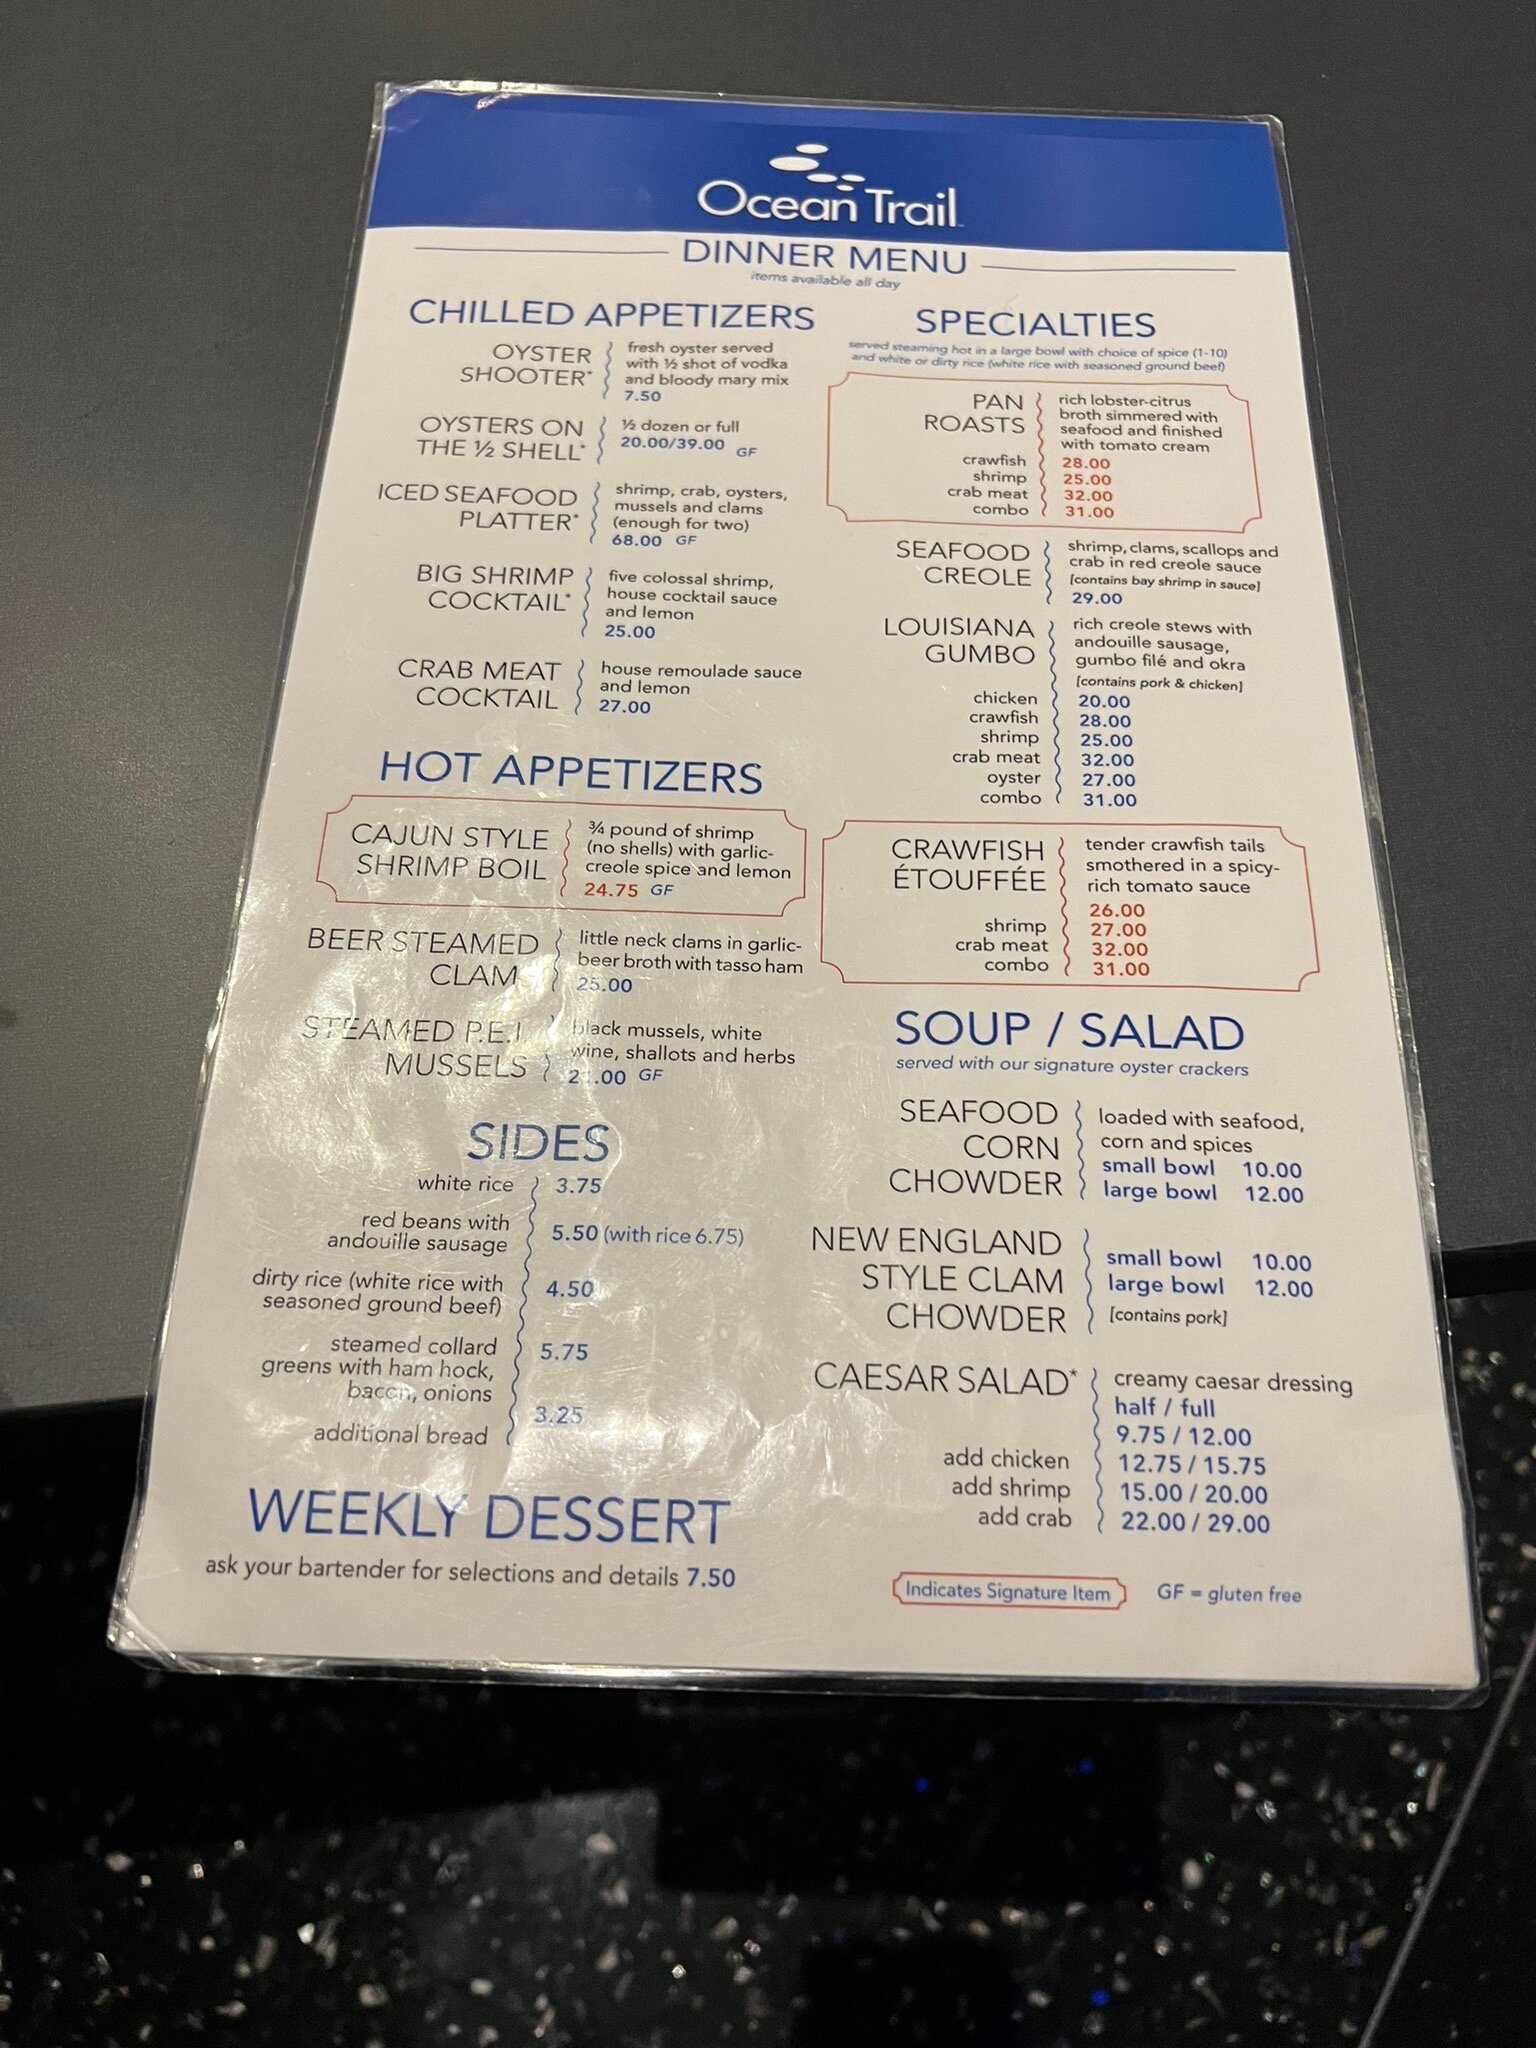 Ocean Trail
DINNER MENU
items available all day
CHILLED APPETIZERS
OYSTER
SHOOTER*
fresh oyster served
with ½ shot of vodka
and bloody mary mix
7.50
OYSTERS ON
THE ½ SHELL*
½ dozen or full
20.00/39.00 GF
ICED SEAFOOD
PLATTER*
shrimp, crab, oysters,
mussels and clams
(enough for two)
68.00 GF
BIG SHRIMP
COCKTAIL*
five colossal shrimp,
house cocktail sauce
and lemon
25.00
CRAB MEAT
COCKTAIL
house remoulade sauce
and lemon
27.00
HOT APPETIZERS
CAJUN STYLE
SHRIMP BOIL
¾ pound of shrimp
(no shells) with garlic-
creole spice and lemon
24.75 GF
BEER STEAMED
CLAMS
little neck clams in garlic-
beer broth with tasso ham
25.00
STEAMED P.E.I
MUSSELS
black mussels, white
wine, shallots and herbs
GF
SIDES
white rice 3.75
red beans with
andouille sausage
5.50 (with rice 6.75)
dirty rice (white rice with
seasoned ground beef)
4.50
steamed collard
greens with ham hock,
bacon, onions
5.75
additional bread 3.25
WEEKLY DESSERT
ask your bartender for selections and details 7.50
SPECIALTIES
served steaming hot in a large bowl with choice of spice (1-10)
and white or dirty rice (white rice with seasoned ground beef)
PAN
ROASTS
rich lobster-citrus
broth simmered with
seafood and finished
with tomato cream
crawfish 28.00
shrimp 25.00
crab meat 32.00
combo 31.00
SEAFOOD
CREOLE
shrimp, clams, scallops and
crab in red creole sauce
[contains bay shrimp in sauce]
29.00
LOUISIANA
GUMBO
rich creole stews with
andouille sausage,
gumbo filé and okra
[contains pork & chicken]
chicken 20.00
crawfish 28.00
shrimp 25.00
crab meat 32.00
oyster 27.00
combo 31.00
CRAWFISH
ÉTOUFFÉE
tender crawfish tails
smothered in a spicy-
rich tomato sauce
26.00
shrimp 27.00
crab meat 32.00
combo 31.00
SOUP / SALAD
served with our signature oyster crackers
SEAFOOD
CORN
CHOWDER
loaded with seafood,
corn and spices
small bowl 10.00
large bowl 12.00
NEW ENGLAND
STYLE CLAM
CHOWDER
small bowl 10.00
large bowl 12.00
[contains pork]
CAESAR SALAD*
creamy caesar dressing
half / full
9.75 / 12.00
add chicken 12.75 / 15.75
add shrimp 15.00 / 20.00
add crab 22.00 / 29.00
Indicates Signature Item
GF = gluten free